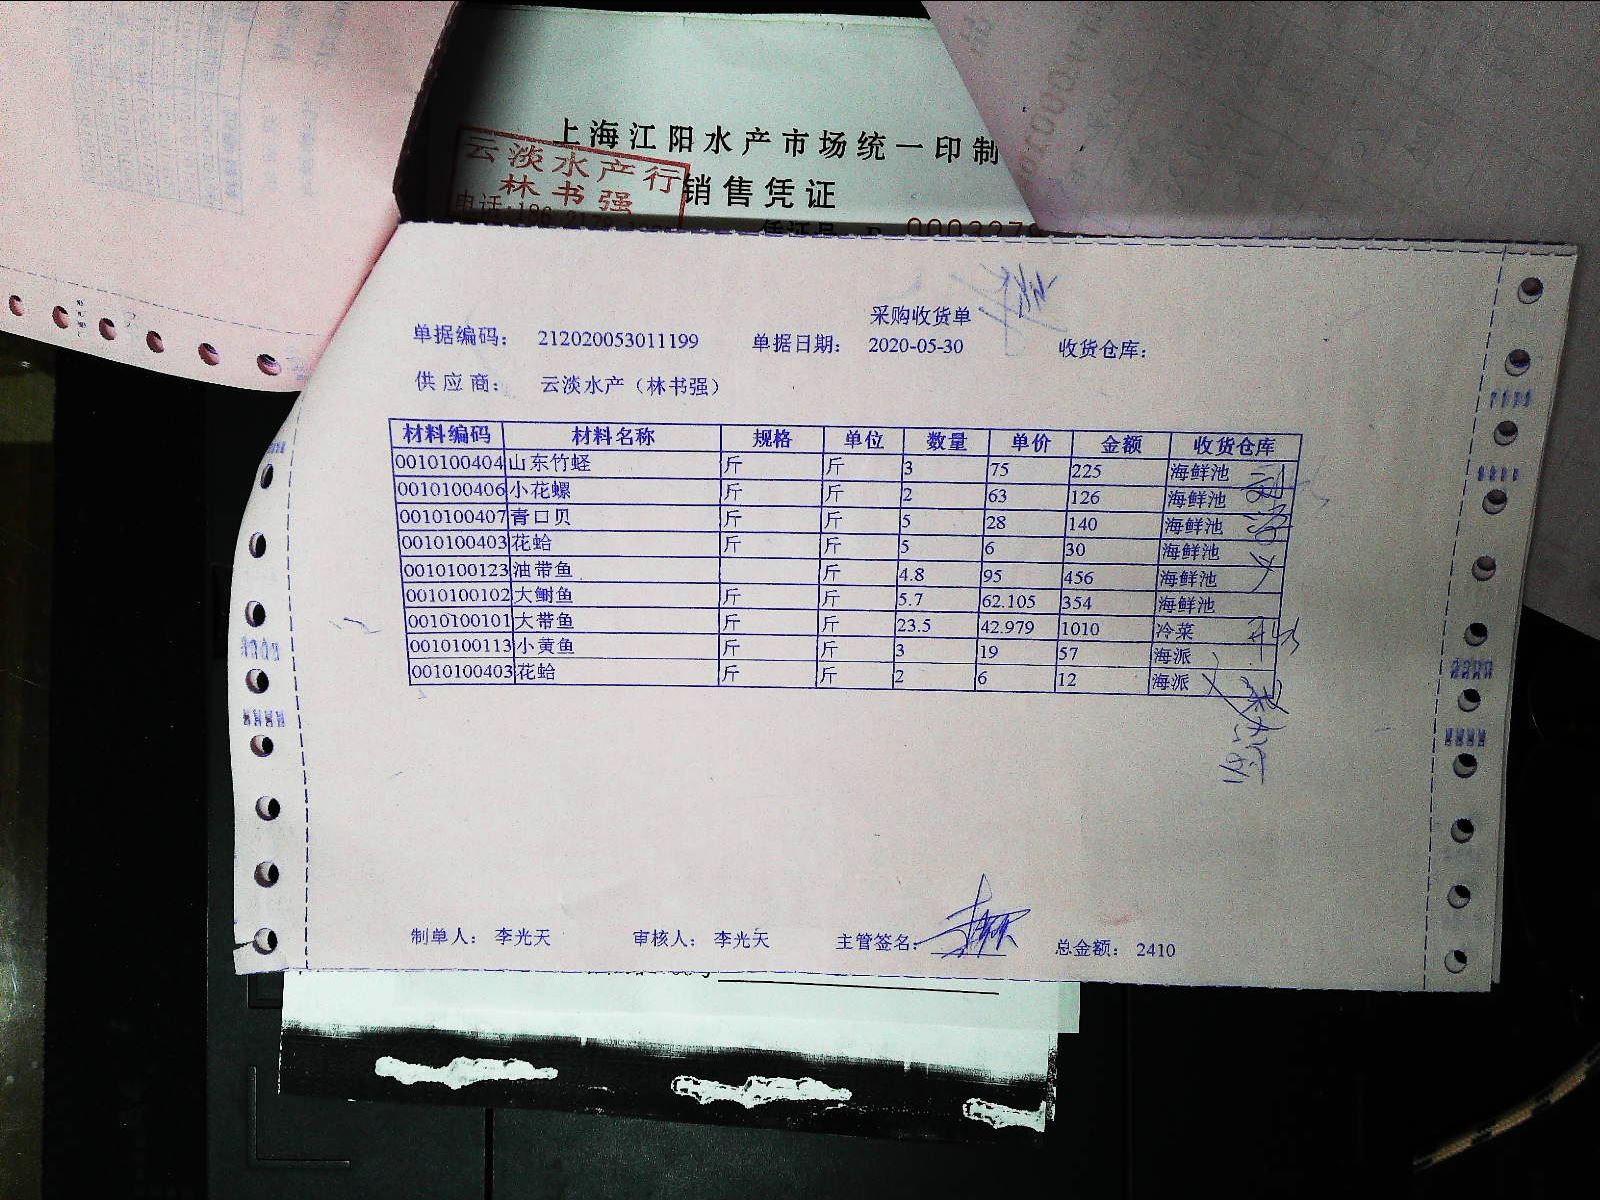 上海江阳水产市场统一印制
云淡水产行
林书强
销售凭证
采购收货单
单据编码: 212020053011199 单据日期: 2020-05-30 收货仓库:
供应商: 云淡水产（林书强）
材料编码 材料名称 规格 单位 数量 单价 金额 收货仓库
0010100404 山东竹蛏 斤 斤 3 75 225 海鲜池
0010100406 小花螺 斤 斤 2 63 126 海鲜池
0010100407 青口贝 斤 斤 5 28 140 海鲜池
0010100403 花蛤 斤 斤 5 6 30 海鲜池
0010100123 油带鱼 斤 4.8 95 456 海鲜池
0010100102 大鲥鱼 斤 斤 5.7 62.105 354 海鲜池
0010100101 大带鱼 斤 斤 23.5 42.979 1010 冷菜
0010100113 小黄鱼 斤 斤 3 19 57 海派
0010100403 花蛤 斤 斤 2 6 12 海派
制单人: 李光天 审核人: 李光天 主管签名: 总金额: 2410